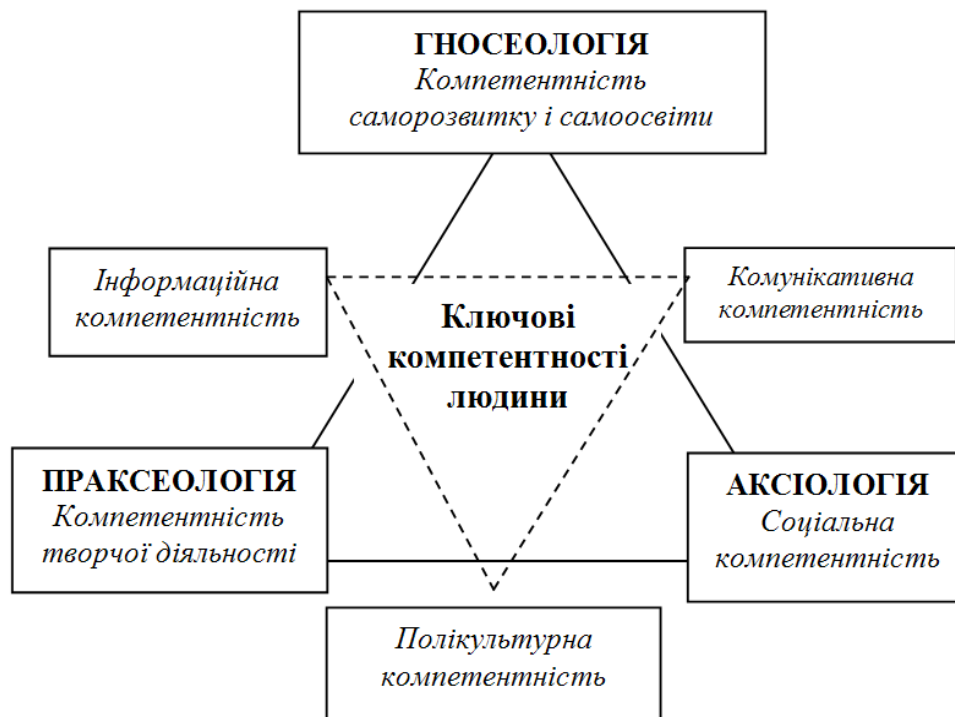 ГНОСЕОЛОГІЯ
Компетентність
саморозвитку і самоосвіти
Інформаційна
компетентність
Комунікативна
компетентність
Ключові
компетентності
людини
ПРАКСЕОЛОГІЯ
Компетентність
творчої діяльності
АКСІОЛОГІЯ
Соціальна
компетентність
Полікультурна
компетентність